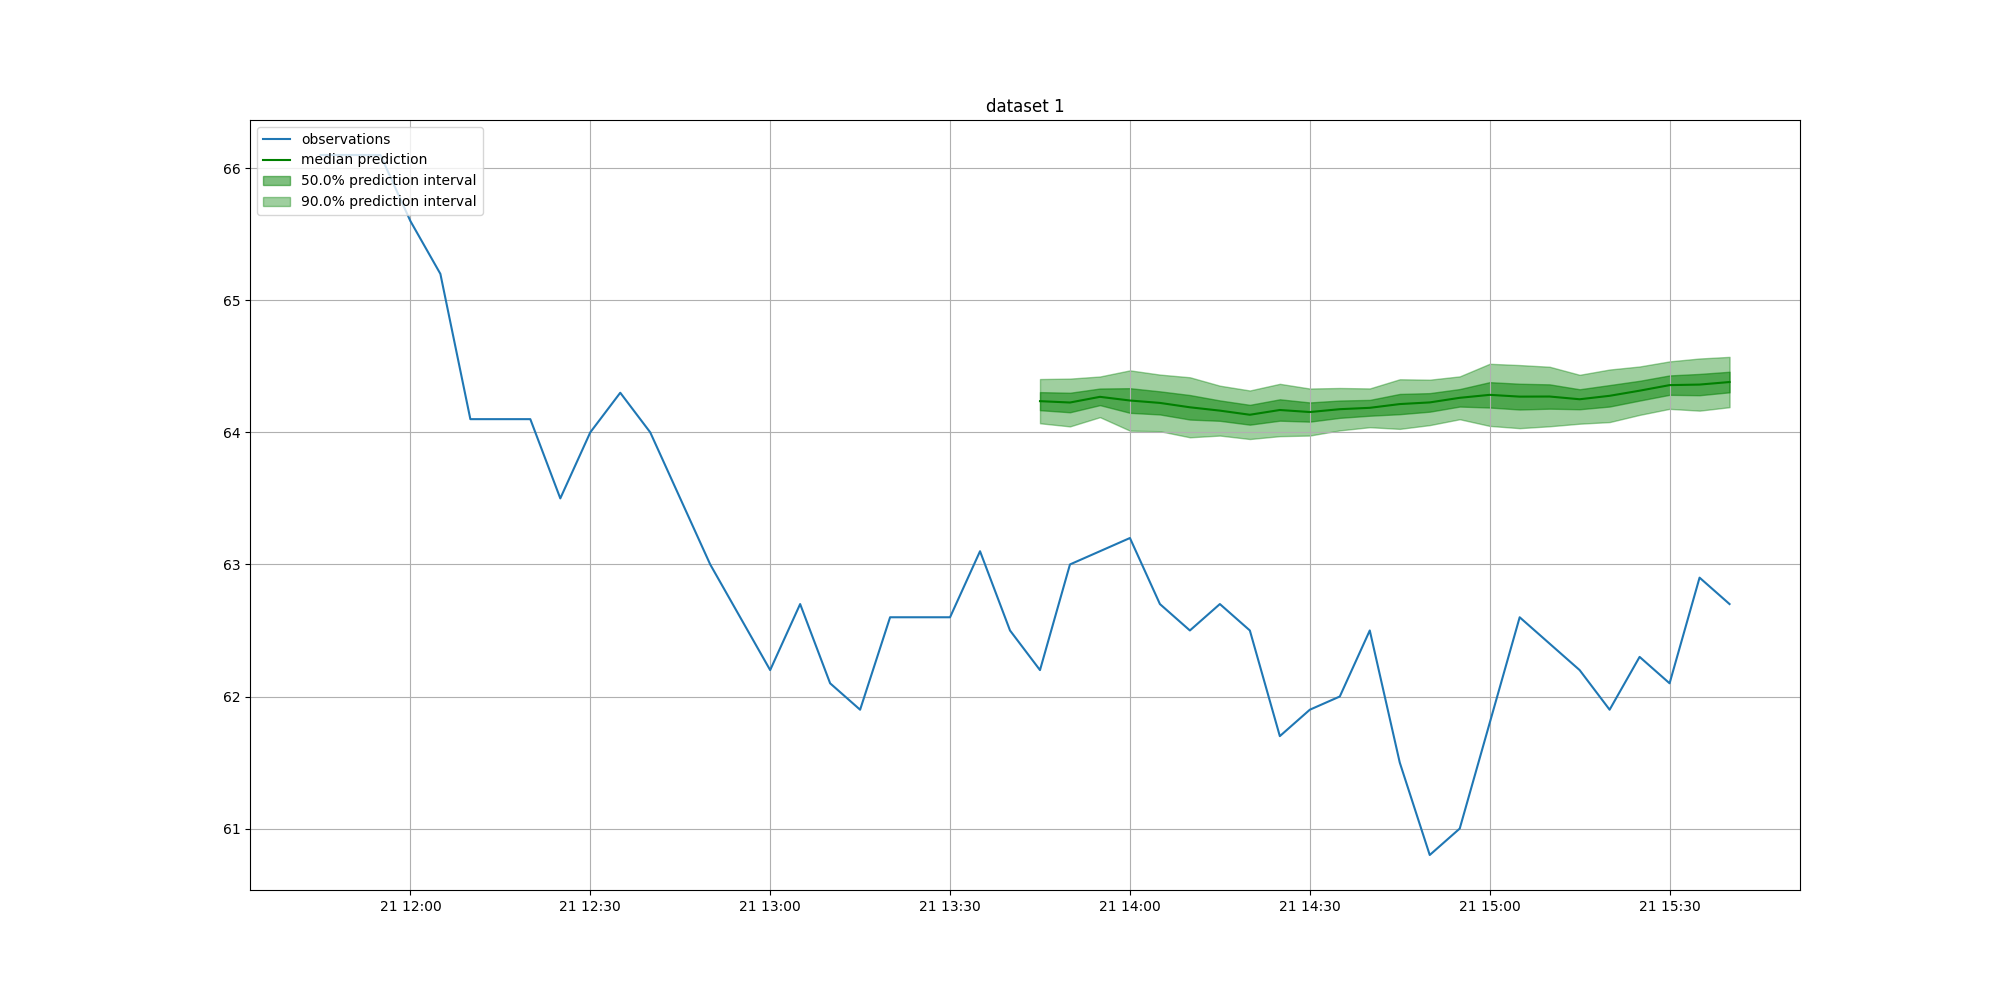 dataset 1
observations
median prediction
50.0% prediction interval
90.0% prediction interval
66
65
64
63
62
61
21 12:00
21 12:30
21 13:00
21 13:30
21 14:00
21 14:30
21 15:00
21 15:30